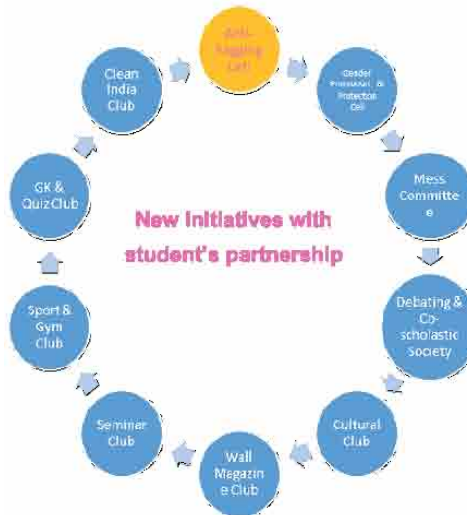 Anti-
Ragging
Cell
Gender
Protection
Cell
Mess
Committe
e
Debating &
Co-
scholastic
Society
Cultural
Club
Wall
Magazin
e Club
Seminar
Club
Sport &
Gym
Club
GK &
Quiz Club
Clean
India
Club
New initiatives with
student's partnership